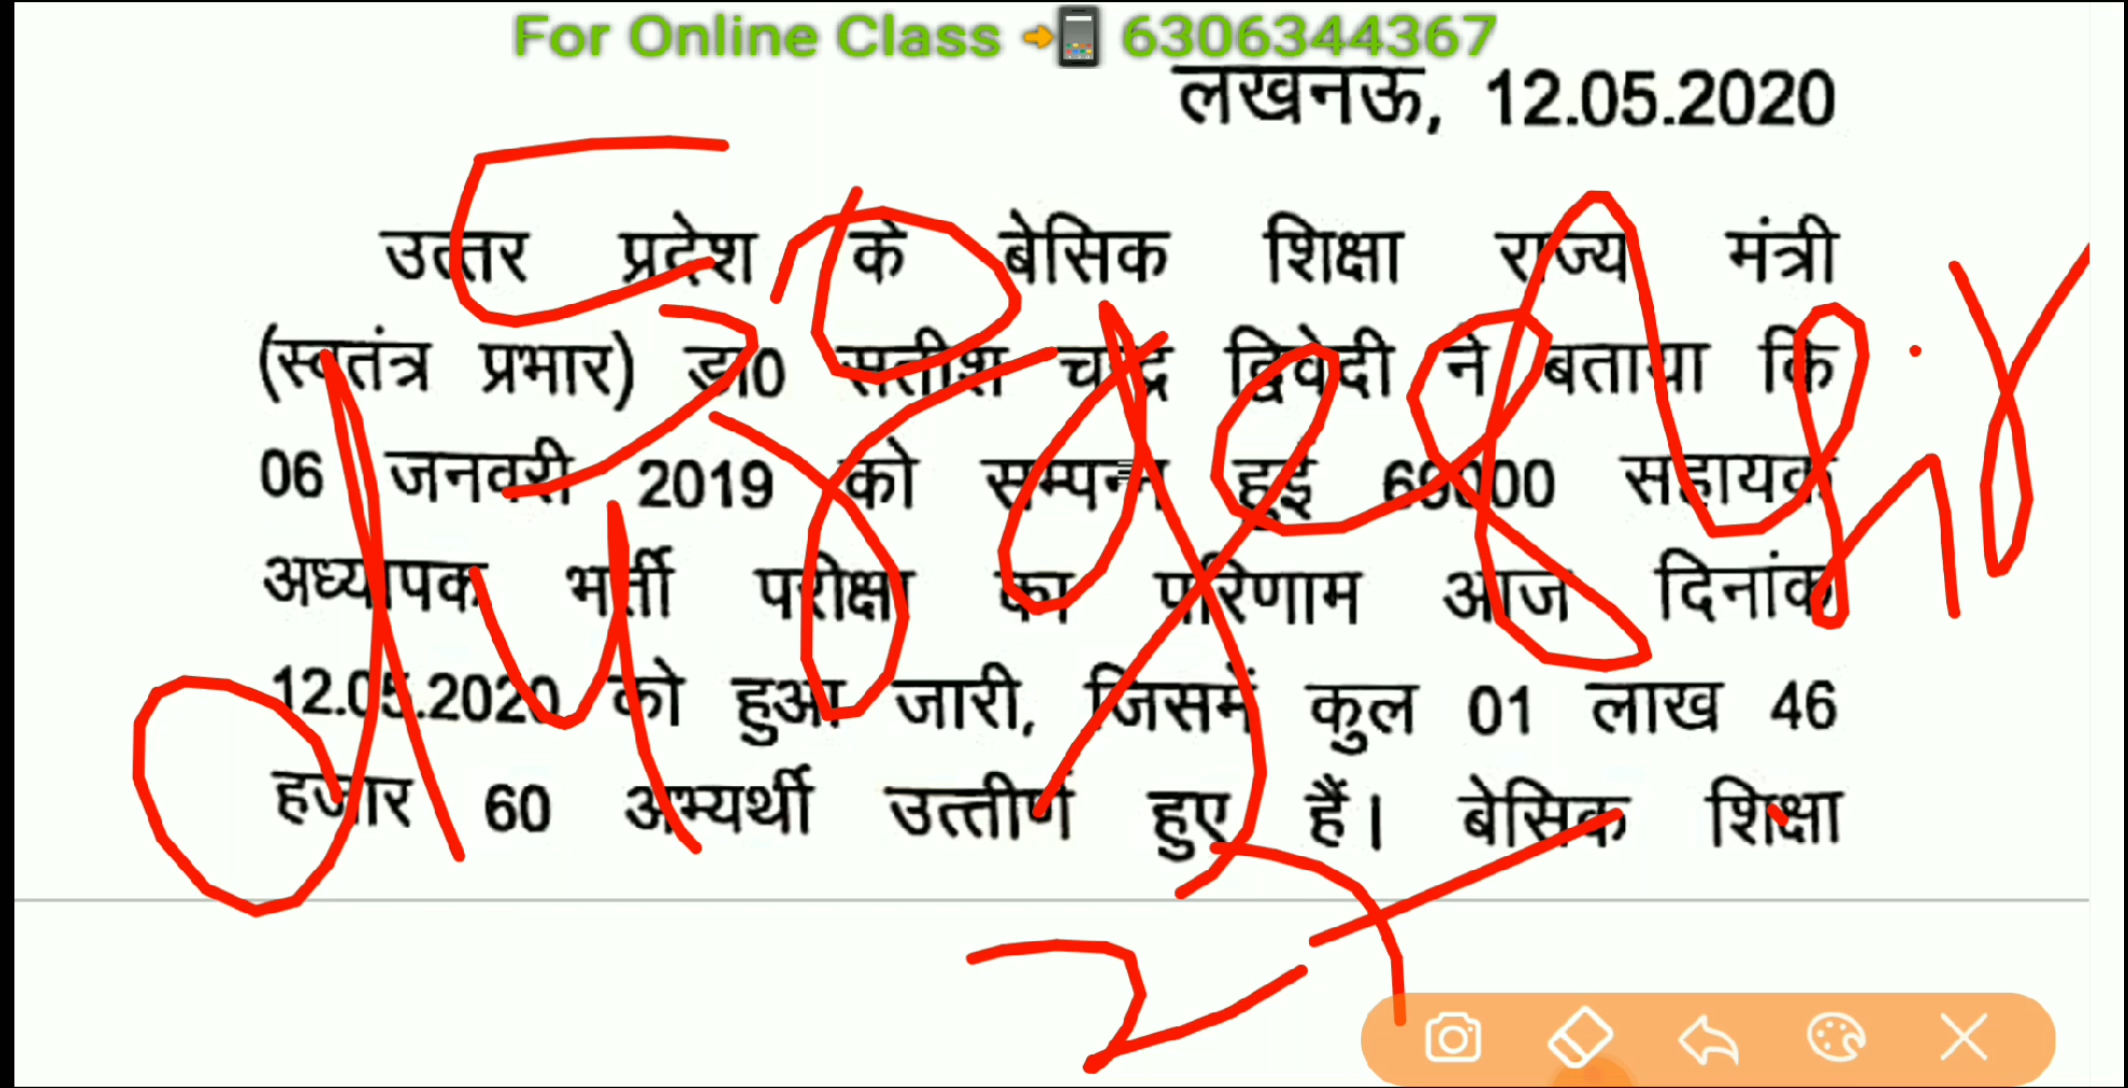 For Online Class 6306344367
लखनऊ, 12.05.2020
उत्तर प्रदेश के बेसिक शिक्षा राज्य मंत्री
(स्वतंत्र प्रभार) डा0 सतीश चन्द्र द्विवेदी ने बताया कि
06 जनवरी 2019 को सम्पन्न हुई 69000 सहायक
अध्यापक भर्ती परीक्षा का परिणाम आज दिनांक
12.05.2020 को हुआ जारी, जिसमें कुल 01 लाख 46
हजार 60 अभ्यर्थी उत्तीर्ण हुए हैं। बेसिक शिक्षा